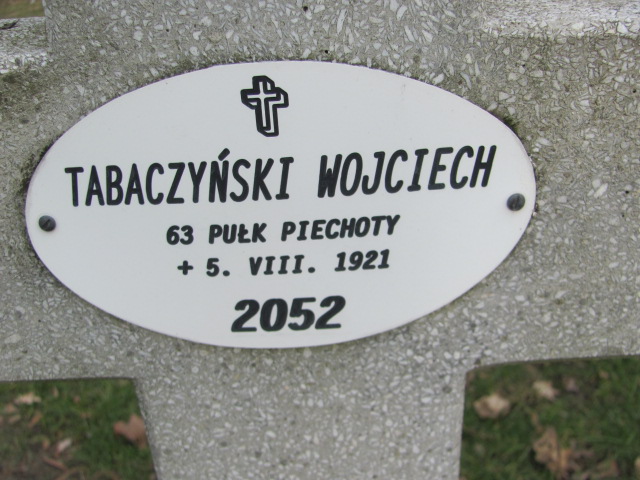 TABACZYŃSKI WOJCIECH
63 PUŁK PIECHOTY
+ 5. VIII. 1921
2052